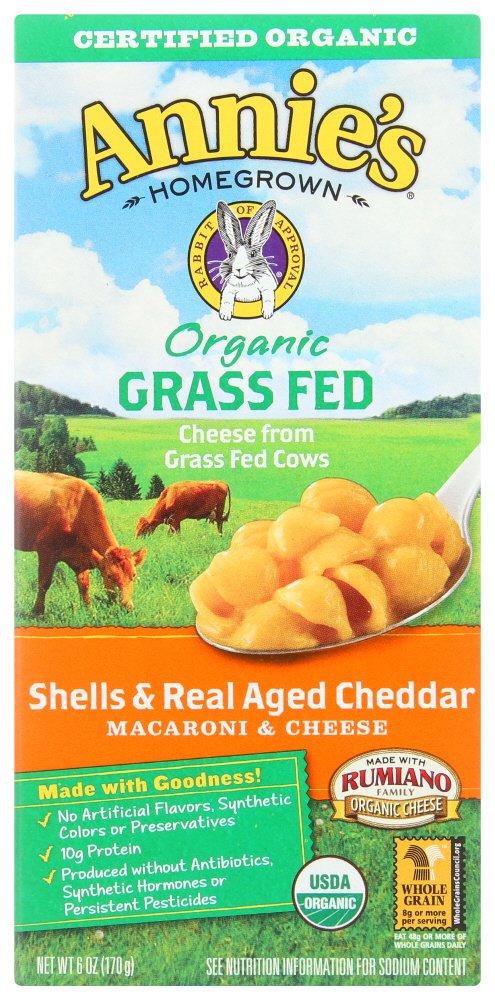 CERTIFIED ORGANIC
Annie's®
HOMEGROWN
RABBIT OF APPROVAL
Organic
GRASS FED
Cheese from
Grass Fed Cows
Shells & Real Aged Cheddar
MACARONI & CHEESE
Made with Goodness!
✓ No Artificial Flavors, Synthetic
Colors or Preservatives
✓ 10g Protein
✓ Produced without Antibiotics,
Synthetic Hormones or
Persistent Pesticides
MADE WITH
RUMIANO
FAMILY
ORGANIC CHEESE
USDA
ORGANIC
WHOLE
GRAIN
8g or more
per serving
WholeGrainsCouncil.org
EAT 48g OR MORE OF
WHOLE GRAINS DAILY
NET WT 6 OZ (170 g)
SEE NUTRITION INFORMATION FOR SODIUM CONTENT